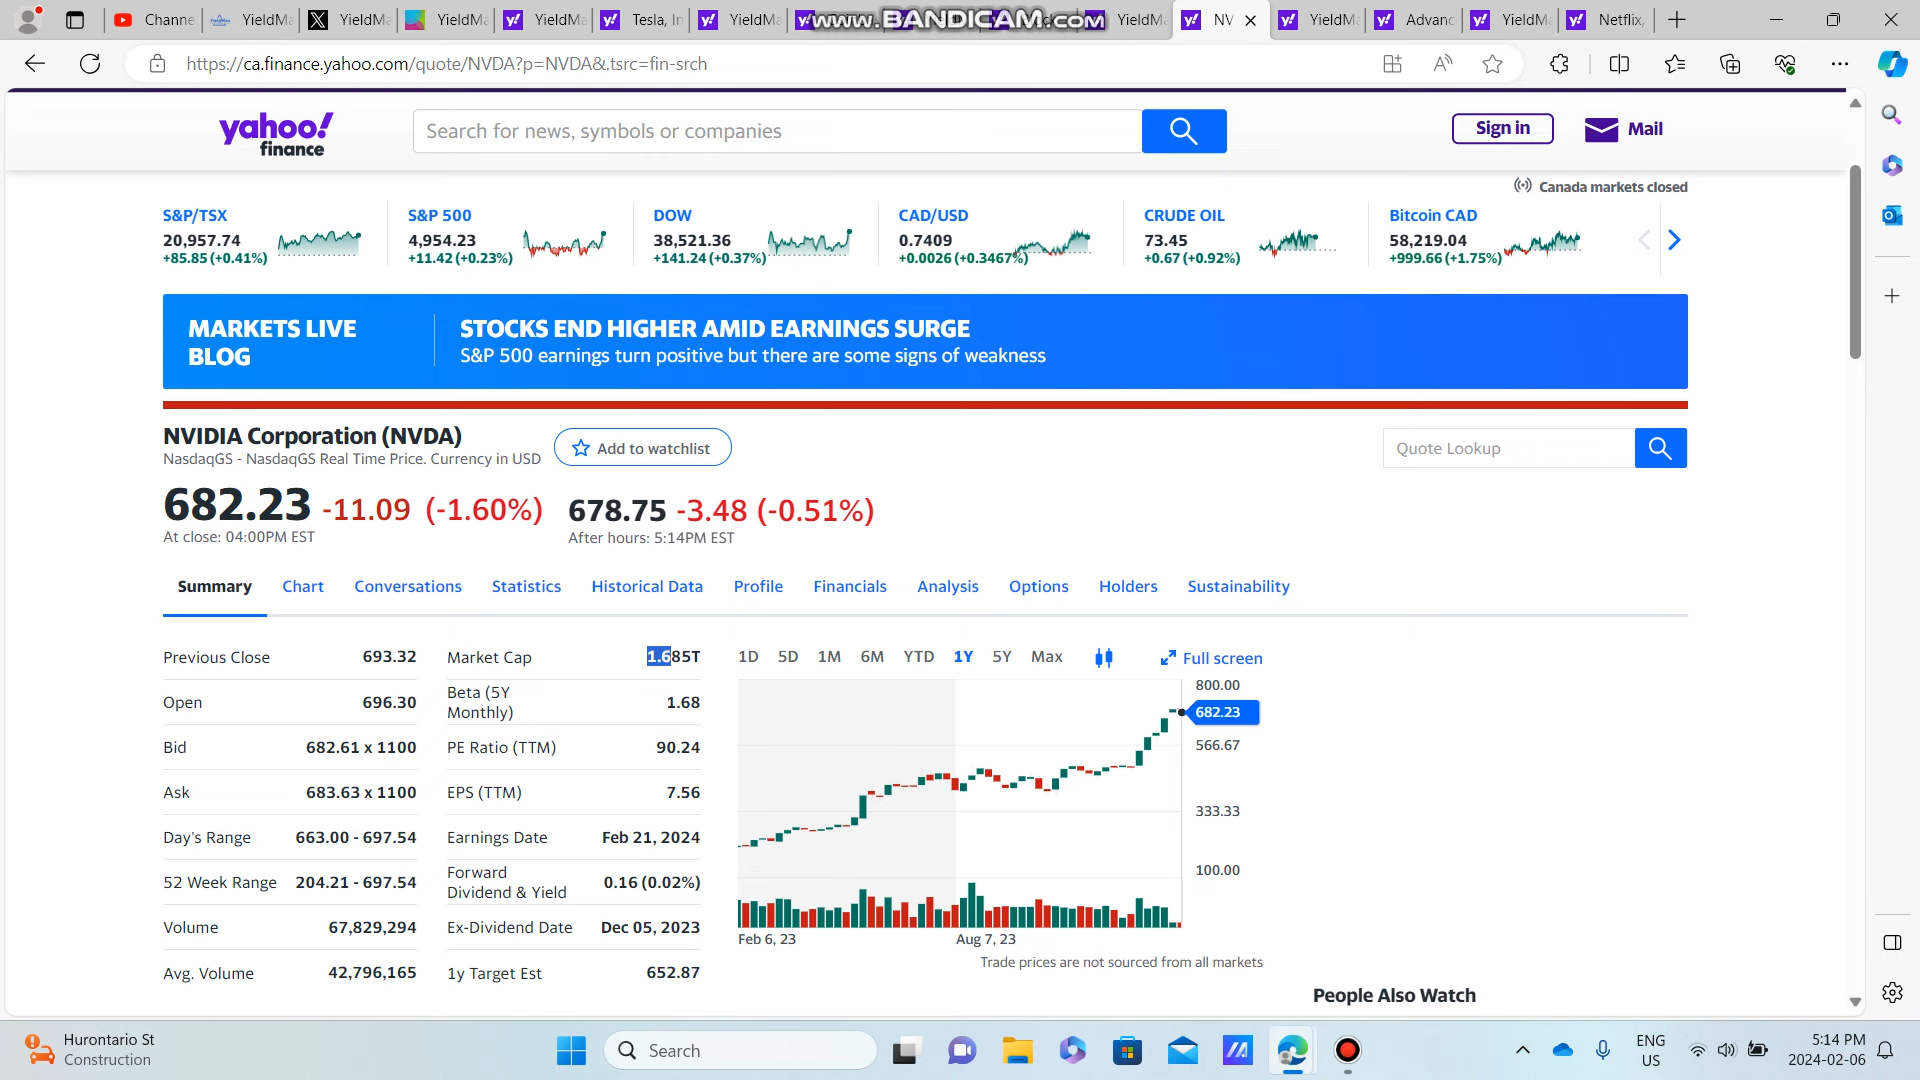 Channe
YieldMa
YieldMa
YieldMa
YieldMa
Tesla, In
YieldMa
www.BANDICAM.com
YieldMa
NV
YieldMa
Advanc
YieldMa
Netflix,
https://ca.finance.yahoo.com/quote/NVDA?p=NVDA&.tsrc=fin-srch
yahoo!
finance
Search for news, symbols or companies
Sign in
Mail
Canada markets closed
S&P/TSX
20,957.74
+85.85 (+0.41%)
S&P 500
4,954.23
+11.42 (+0.23%)
DOW
38,521.36
+141.24 (+0.37%)
CAD/USD
0.7409
+0.0026 (+0.3467%)
CRUDE OIL
73.45
+0.67 (+0.92%)
Bitcoin CAD
58,219.04
+999.66 (+1.75%)
MARKETS LIVE
BLOG
STOCKS END HIGHER AMID EARNINGS SURGE
S&P 500 earnings turn positive but there are some signs of weakness
NVIDIA Corporation (NVDA)
NasdaqGS - NasdaqGS Real Time Price. Currency in USD
Add to watchlist
Quote Lookup
682.23 -11.09 (-1.60%)
At close: 04:00PM EST
678.75 -3.48 (-0.51%)
After hours: 5:14PM EST
Summary
Chart
Conversations
Statistics
Historical Data
Profile
Financials
Analysis
Options
Holders
Sustainability
Previous Close 693.32
Open 696.30
Bid 682.61 x 1100
Ask 683.63 x 1100
Day's Range 663.00 - 697.54
52 Week Range 204.21 - 697.54
Volume 67,829,294
Avg. Volume 42,796,165
Market Cap 1.685T
Beta (5Y
Monthly) 1.68
PE Ratio (TTM) 90.24
EPS (TTM) 7.56
Earnings Date Feb 21, 2024
Forward
Dividend & Yield 0.16 (0.02%)
Ex-Dividend Date Dec 05, 2023
1y Target Est 652.87
1D 5D 1M 6M YTD 1Y 5Y Max
Full screen
800.00
682.23
566.67
333.33
100.00
Feb 6, 23
Aug 7, 23
Trade prices are not sourced from all markets
People Also Watch
Hurontario St
Construction
Search
ENG
US
5:14 PM
2024-02-06